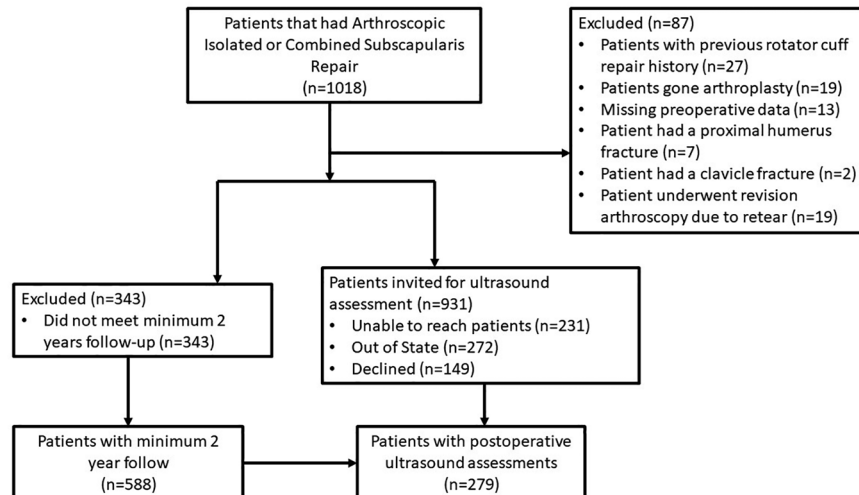 Patients that had Arthroscopic
Isolated or Combined Subscapularis
Repair
(n=1018)
Excluded (n=87)
• Patients with previous rotator cuff
repair history (n=27)
• Patients gone arthroplasty (n=19)
• Missing preoperative data (n=13)
• Patient had a proximal humerus
fracture (n=7)
• Patient had a clavicle fracture (n=2)
• Patient underwent revision
arthroscopy due to retear (n=19)
Excluded (n=343)
• Did not meet minimum 2
years follow-up (n=343)
Patients invited for ultrasound
assessment (n=931)
• Unable to reach patients (n=231)
• Out of State (n=272)
• Declined (n=149)
Patients with minimum 2
year follow
(n=588)
Patients with postoperative
ultrasound assessments
(n=279)